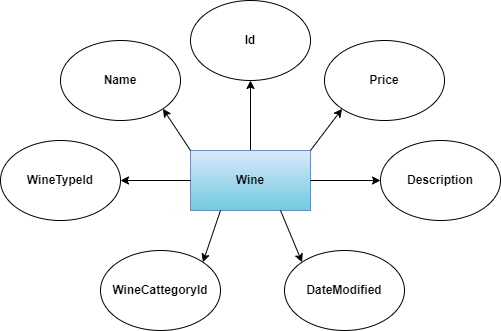 Id
Name
Price
WineTypeId
Wine
Description
WineCattegoryId
DateModified